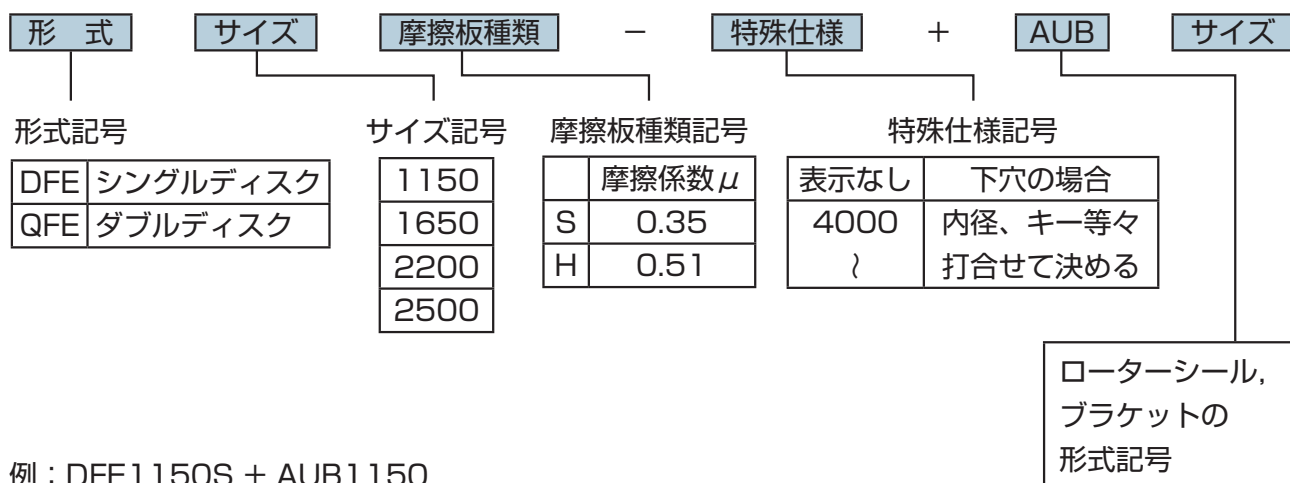 形 式 サイズ 摩擦板種類 － 特殊仕様 ＋ AUB サイズ
形式記号 サイズ記号 摩擦板種類記号 特殊仕様記号
DFE シングルディスク 1150 摩擦係数μ 表示なし 下穴の場合
QFE ダブルディスク 1650 S 0.35 4000 内径、キー等々
2200 H 0.51 〜 打合せて決める
2500
ローターシール,
ブラケットの
形式記号
例：DFE1150S ＋ AUB1150